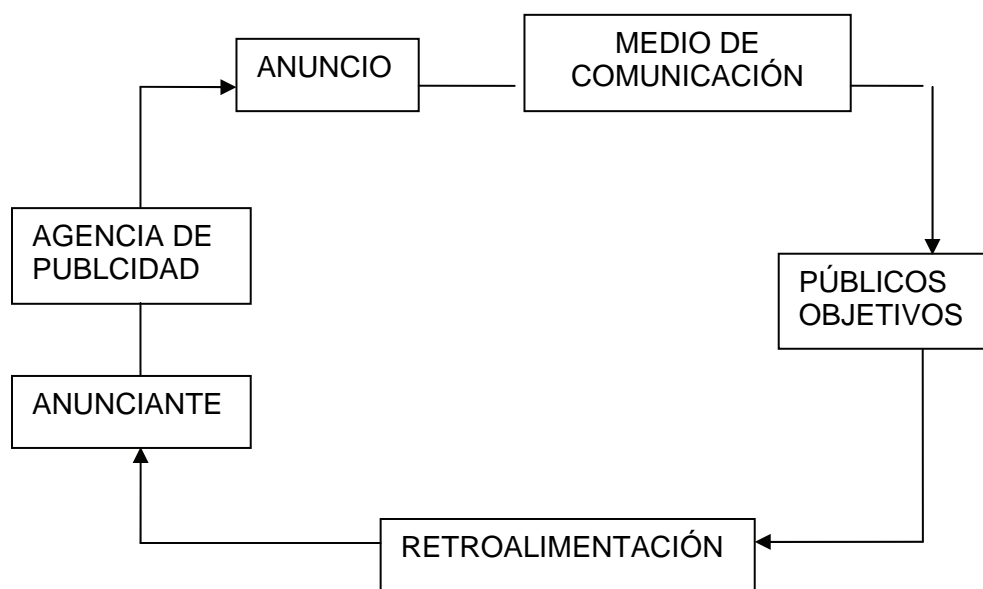 ANUNCIO
MEDIO DE
COMUNICACIÓN
AGENCIA DE
PUBLCIDAD
PÚBLICOS
OBJETIVOS
ANUNCIANTE
RETROALIMENTACIÓN